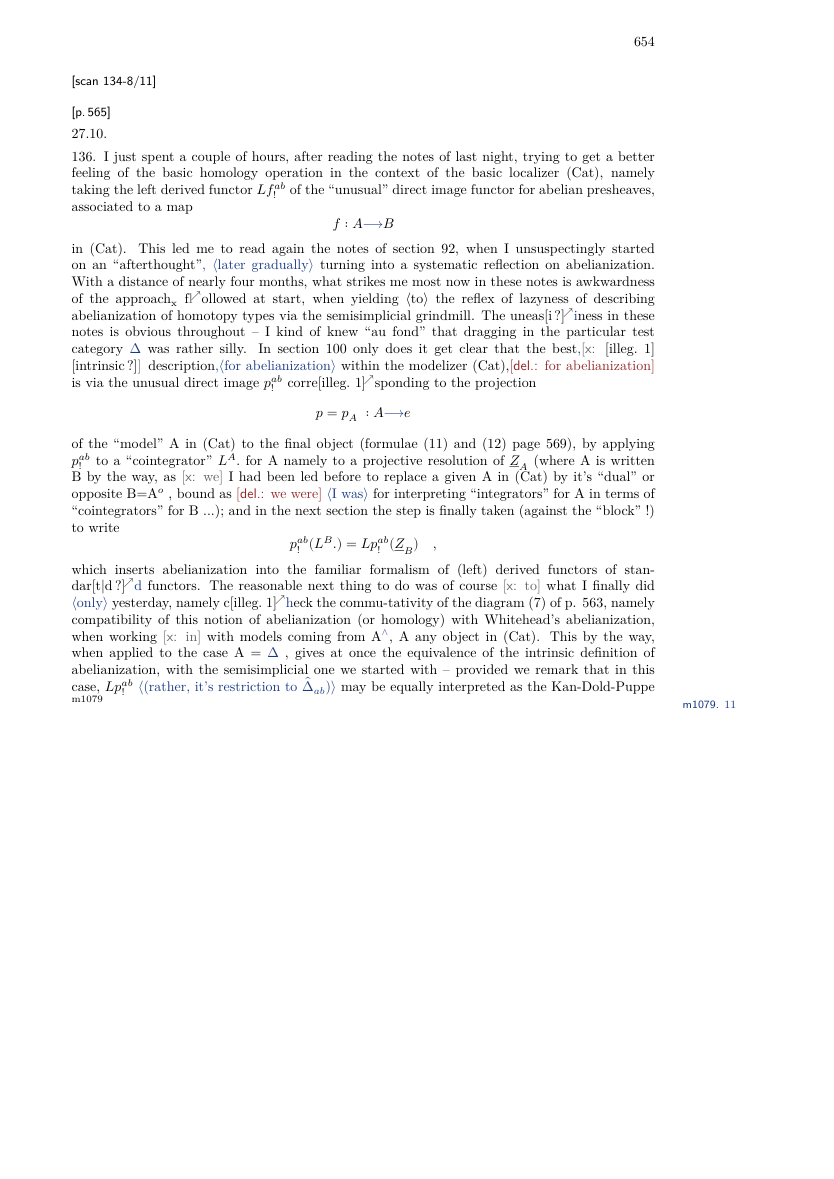 654
[scan 134-8/11]
[p. 565]
27.10.
136. I just spent a couple of hours, after reading the notes of last night, trying to get a better
feeling of the basic homology operation in the context of the basic localizer (Cat), namely
taking the left derived functor Lf_!^{ab} of the “unusual” direct image functor for abelian presheaves,
associated to a map
f : A⟶B
in (Cat). This led me to read again the notes of section 92, when I unsuspectingly started
on an “afterthought”, ⟨later gradually⟩ turning into a systematic reflection on abelianization.
With a distance of nearly four months, what strikes me most now in these notes is awkwardness
of the approach_x fl↗ollowed at start, when yielding ⟨to⟩ the reflex of lazyness of describing
abelianization of homotopy types via the semisimplicial grindmill. The uneas[i ?]↗iness in these
notes is obvious throughout – I kind of knew “au fond” that dragging in the particular test
category Δ was rather silly. In section 100 only does it get clear that the best,[x: [illeg. 1]
[intrinsic ?]] description,⟨for abelianization⟩ within the modelizer (Cat),[del.: for abelianization]
is via the unusual direct image p_!^{ab} corre[illeg. 1]↗sponding to the projection
p = p_A : A⟶e
of the “model” A in (Cat) to the final object (formulae (11) and (12) page 569), by applying
p_!^{ab} to a “cointegrator” L^A. for A namely to a projective resolution of Z_A (where A is written
B by the way, as [x: we] I had been led before to replace a given A in (Cat) by it’s “dual” or
opposite B=A^o , bound as [del.: we were] ⟨I was⟩ for interpreting “integrators” for A in terms of
“cointegrators” for B ...); and in the next section the step is finally taken (against the “block” !)
to write
p_!^{ab}(L^B.) = Lp_!^{ab}(Z_B) ,
which inserts abelianization into the familiar formalism of (left) derived functors of stan-
dar[t|d ?]↗d functors. The reasonable next thing to do was of course [x: to] what I finally did
⟨only⟩ yesterday, namely c[illeg. 1]↗heck the commu-tativity of the diagram (7) of p. 563, namely
compatibility of this notion of abelianization (or homology) with Whitehead’s abelianization,
when working [x: in] with models coming from A^, A any object in (Cat). This by the way,
when applied to the case A = Δ , gives at once the equivalence of the intrinsic definition of
abelianization, with the semisimplicial one we started with – provided we remark that in this
case, Lp_!^{ab} ⟨(rather, it’s restriction to Δ̂_{ab})⟩ may be equally interpreted as the Kan-Dold-Puppe
m1079
m1079. 11